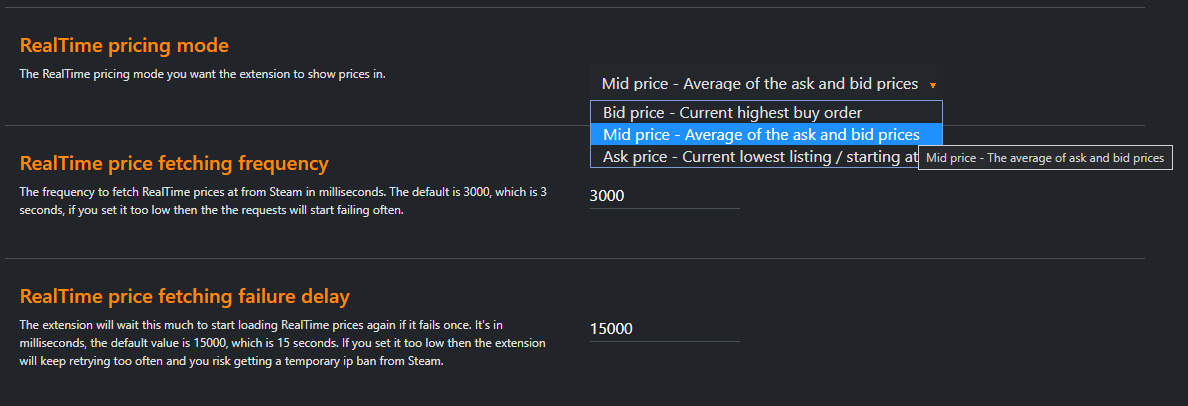 RealTime pricing mode
The RealTime pricing mode you want the extension to show prices in.
Mid price - Average of the ask and bid prices
Bid price - Current highest buy order
Mid price - Average of the ask and bid prices
Ask price - Current lowest listing / starting at
Mid price - The average of ask and bid prices
RealTime price fetching frequency
The frequency to fetch RealTime prices at from Steam in milliseconds. The default is 3000, which is 3
seconds, if you set it too low then the the requests will start failing often.
3000
RealTime price fetching failure delay
The extension will wait this much to start loading RealTime prices again if it fails once. It's in
milliseconds, the default value is 15000, which is 15 seconds. If you set it too low then the extension
will keep retrying too often and you risk getting a temporary ip ban from Steam.
15000